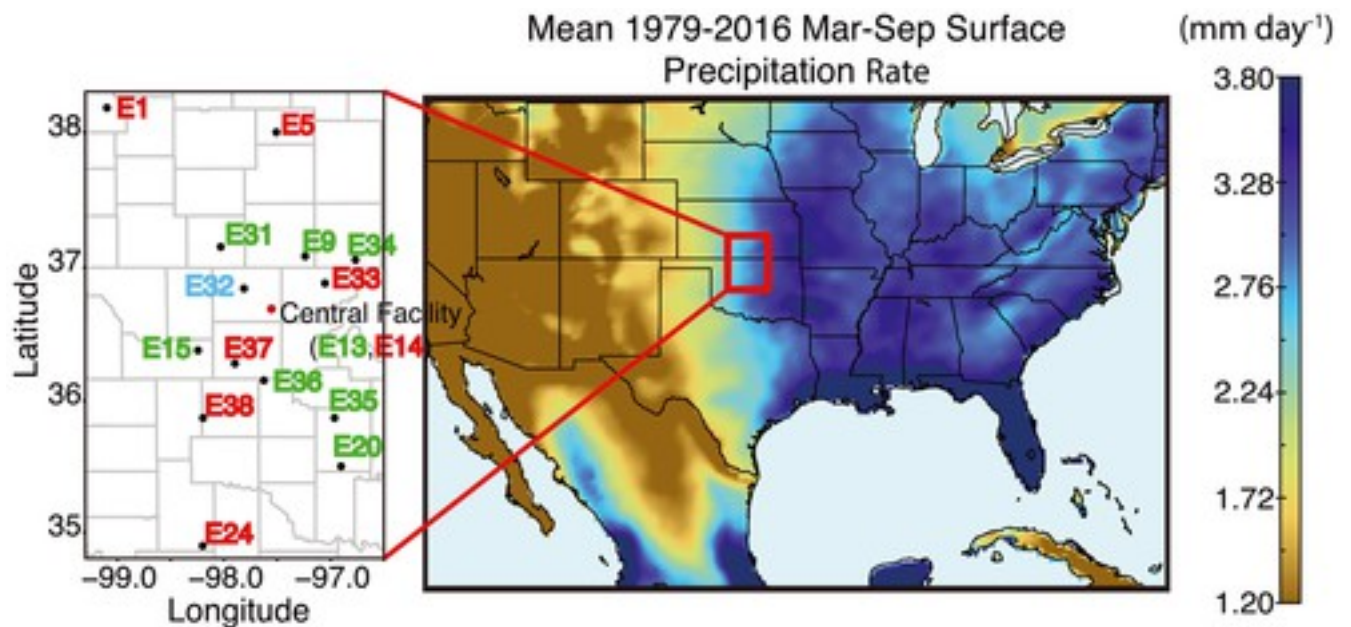 Mean 1979-2016 Mar-Sep Surface
Precipitation Rate
(mm day-1)
E1
E5
E31
E9
E34
E32
E33
Central Facility
(E13,E14
E15
E37
E36
E38
E35
E20
E24
38
37
36
35
Latitude
−99.0 −98.0 −97.0
Longitude
3.80
3.28
2.76
2.24
1.72
1.20